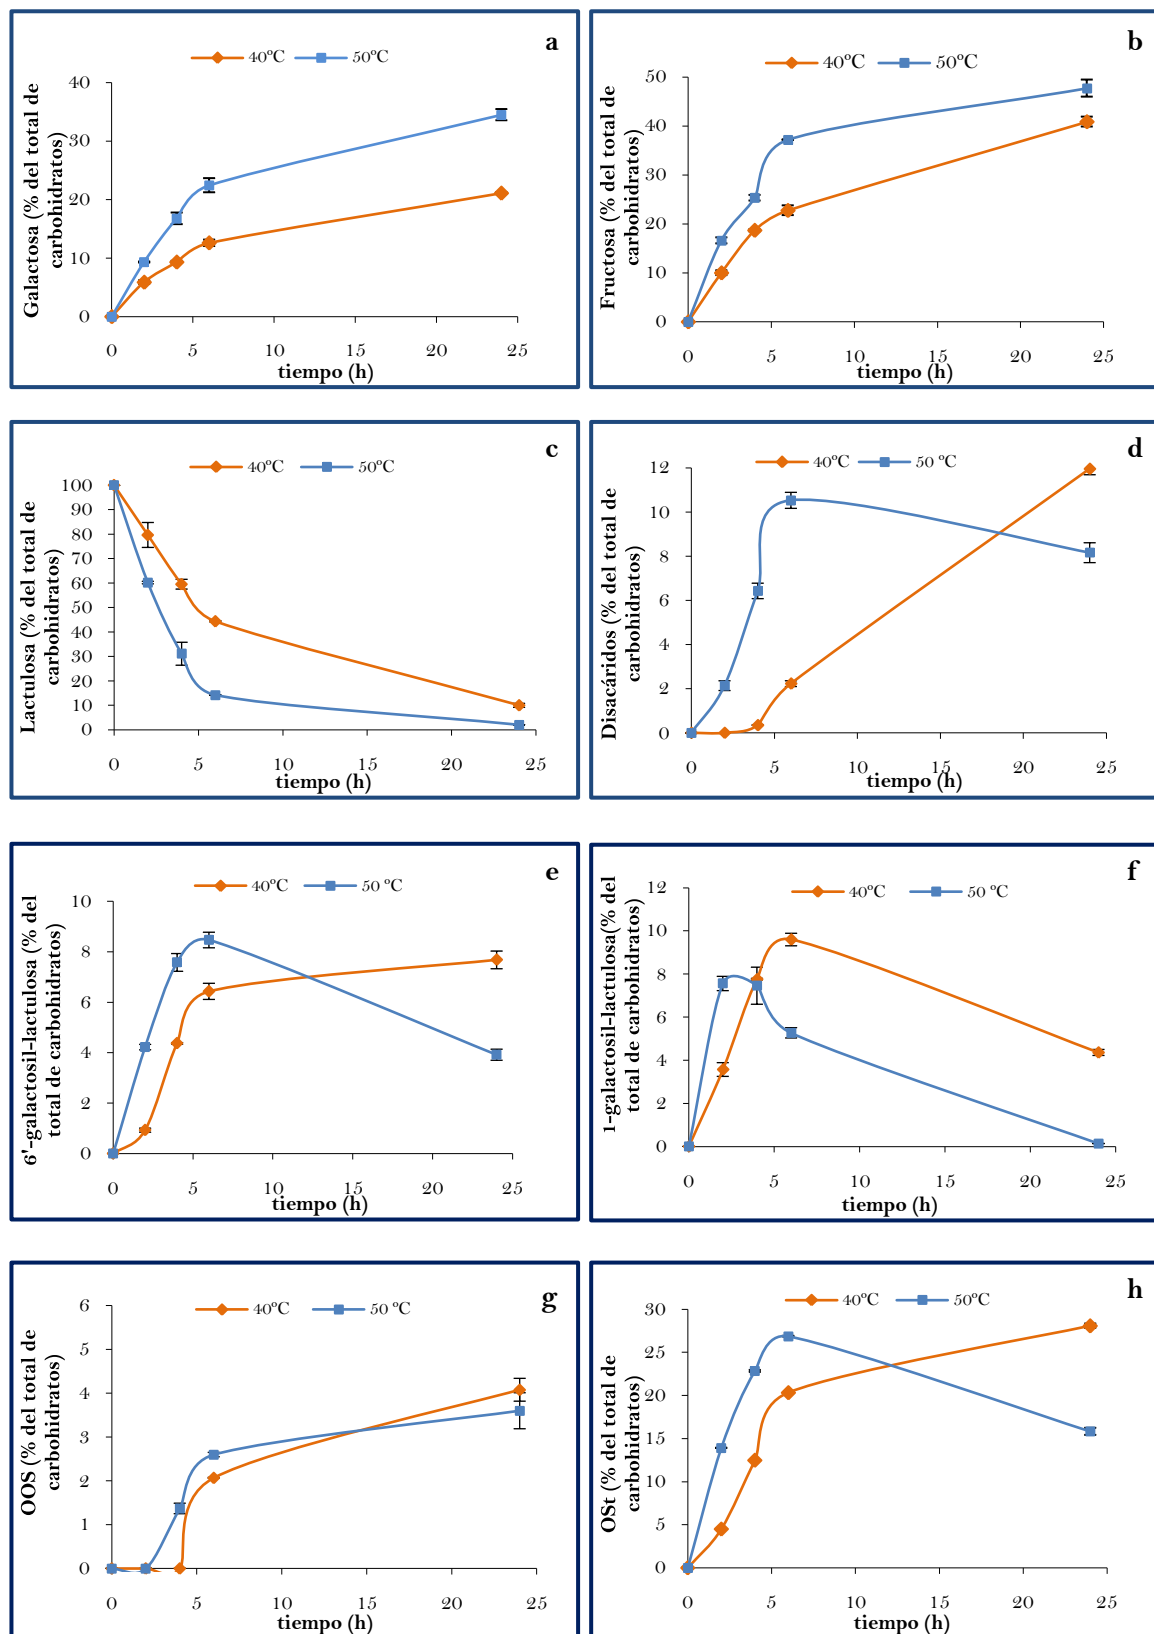 a
40ºC 50ºC
Galactosa (% del total de
carbohidratos)
40
30
20
10
0
0 5 10 15 20 25
tiempo (h)
b
40ºC 50ºC
Fructosa (% del total de
carbohidratos)
50
40
30
20
10
0
0 5 10 15 20 25
tiempo (h)
c
40ºC 50ºC
Lactulosa (% del total de
carbohidratos)
100
90
80
70
60
50
40
30
20
10
0
0 5 10 15 20 25
tiempo (h)
d
40ºC 50 ºC
Disacáridos (% del total de
carbohidratos)
12
10
8
6
4
2
0
0 5 10 15 20 25
tiempo (h)
e
40ºC 50 ºC
6'-galactosil-lactulosa (% del
total de carbohidratos)
10
8
6
4
2
0
0 5 10 15 20 25
tiempo (h)
f
40ºC 50 ºC
1-galactosil-lactulosa(% del
total de carbohidratos)
12
10
8
6
4
2
0
0 5 10 15 20 25
tiempo (h)
g
40ºC 50 ºC
OOS (% del total de
carbohidratos)
6
5
4
3
2
1
0
0 5 10 15 20 25
tiempo (h)
h
40ºC 50ºC
OSt (% del total de
carbohidratos)
30
25
20
15
10
5
0
0 5 10 15 20 25
tiempo (h)